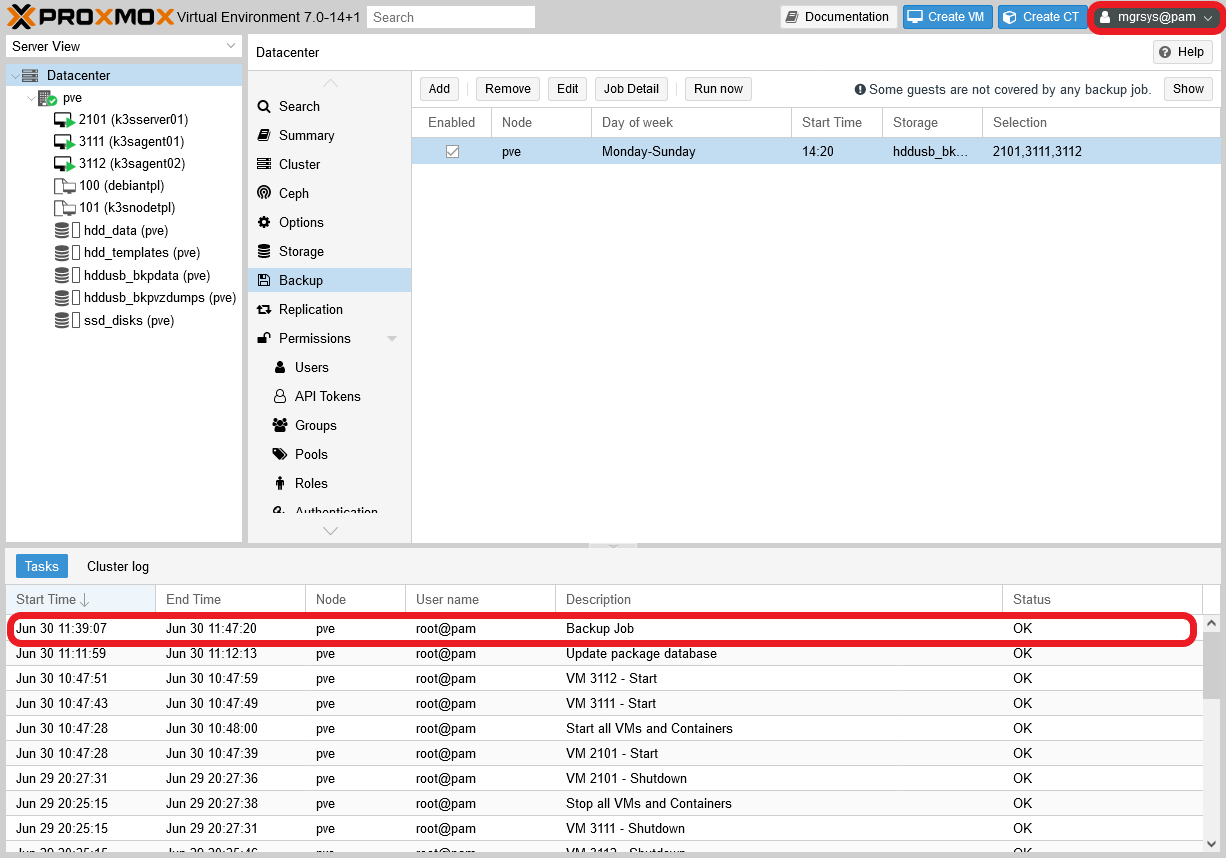 PROXMOX Virtual Environment 7.0-14+1 Search Documentation Create VM Create CT mgrsys@pam
Server View
Datacenter
pve
2101 (k3sserver01)
3111 (k3sagent01)
3112 (k3sagent02)
100 (debiantpl)
101 (k3snodetpl)
hdd_data (pve)
hdd_templates (pve)
hddusb_bkpdata (pve)
hddusb_bkpvzdumps (pve)
ssd_disks (pve)
Datacenter Help
Search
Summary
Cluster
Ceph
Options
Storage
Backup
Replication
Permissions
Users
API Tokens
Groups
Pools
Roles
Authentication
Add Remove Edit Job Detail Run now Some guests are not covered by any backup job. Show
Enabled Node Day of week Start Time Storage Selection
pve Monday-Sunday 14:20 hddusb_bk... 2101,3111,3112
Tasks Cluster log
Start Time End Time Node User name Description Status
Jun 30 11:39:07 Jun 30 11:47:20 pve root@pam Backup Job OK
Jun 30 11:11:59 Jun 30 11:12:13 pve root@pam Update package database OK
Jun 30 10:47:51 Jun 30 10:47:59 pve root@pam VM 3112 - Start OK
Jun 30 10:47:43 Jun 30 10:47:49 pve root@pam VM 3111 - Start OK
Jun 30 10:47:28 Jun 30 10:48:00 pve root@pam Start all VMs and Containers OK
Jun 30 10:47:28 Jun 30 10:47:39 pve root@pam VM 2101 - Start OK
Jun 29 20:27:31 Jun 29 20:27:36 pve root@pam VM 2101 - Shutdown OK
Jun 29 20:25:15 Jun 29 20:27:38 pve root@pam Stop all VMs and Containers OK
Jun 29 20:25:15 Jun 29 20:27:31 pve root@pam VM 3111 - Shutdown OK